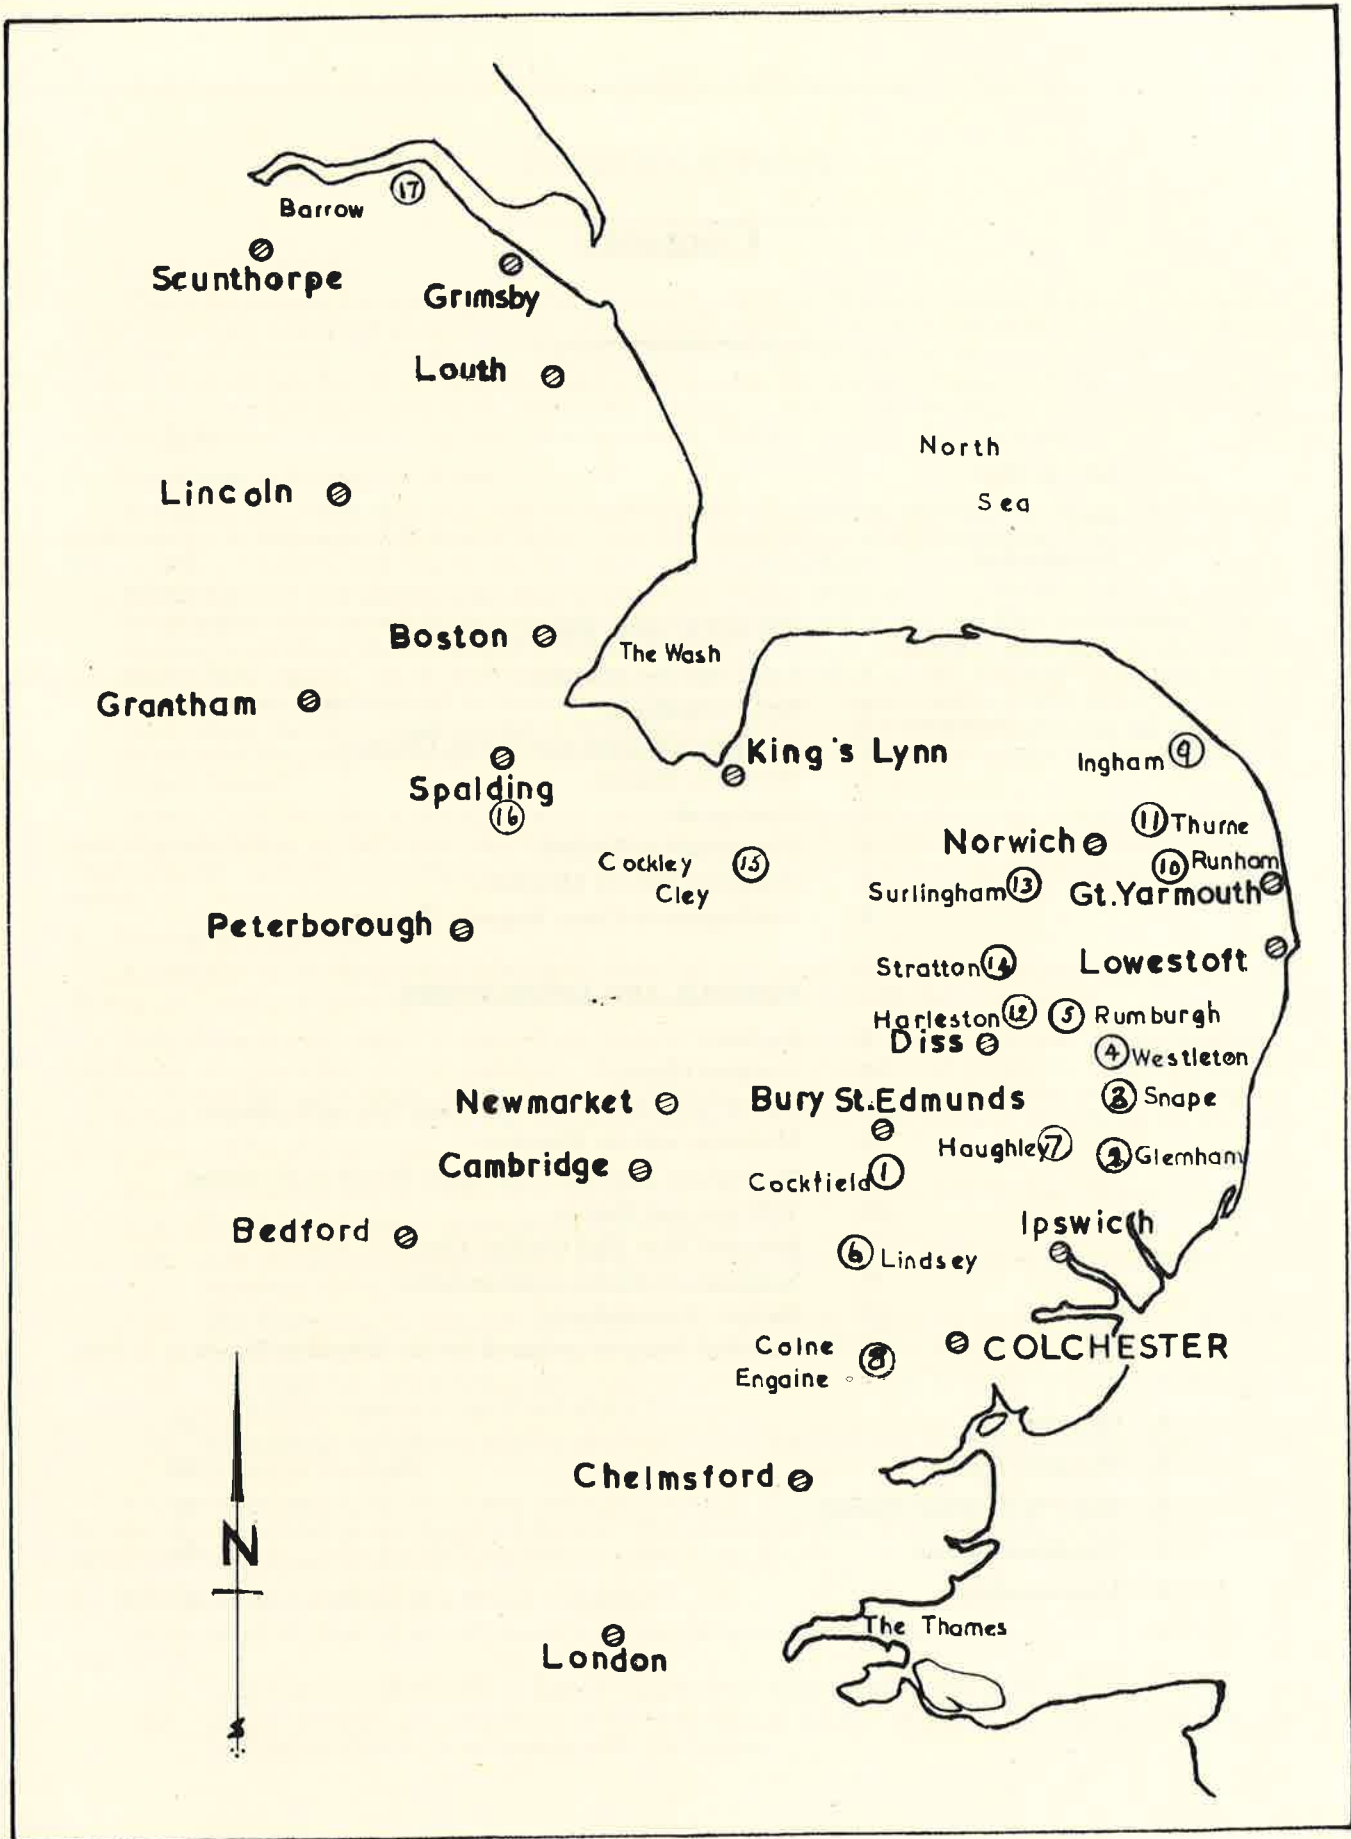 17
Barrow
Scunthorpe
Grimsby
Louth
North
Sea
Lincoln
Boston
The Wash
Grantham
King's Lynn
Ingham 9
Spalding
16
11 Thurne
Norwich
Cockley 15
Cley
10 Runham
Surlingham 13
Gt. Yarmouth
Peterborough
Stratton 14
Lowestoft
Harleston 12
5 Rumburgh
Diss
4 Westleton
Newmarket
Bury St. Edmunds
3 Snape
Haughley 7
2 Glemham
Cambridge
Cockfield 1
Bedford
Ipswich
6 Lindsey
Colne 8
Engaine
COLCHESTER
Chelmsford
N
The Thames
London
S